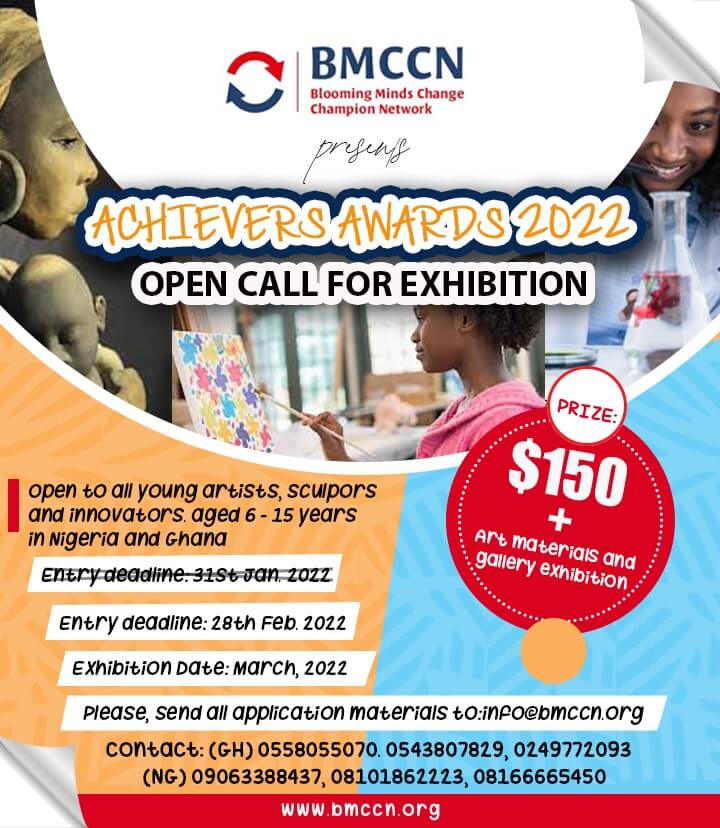 BMCCN
Blooming Minds Change
Champion Network
presents
ACHIEVERS AWARDS 2022
OPEN CALL FOR EXHIBITION
PRIZE:
$150
+
Art materials and
gallery exhibition
Open to all young artists, sculpors
and innovators. aged 6 - 15 years
in Nigeria and Ghana
Entry deadline: 31st Jan. 2022
Entry deadline: 28th Feb. 2022
Exhibition Date: March, 2022
Please, send all application materials to:info@bmccn.org
Contact: (GH) 0558055070. 0543807829, 0249772093
(NG) 09063388437, 08101862223, 08166665450
www.bmccn.org